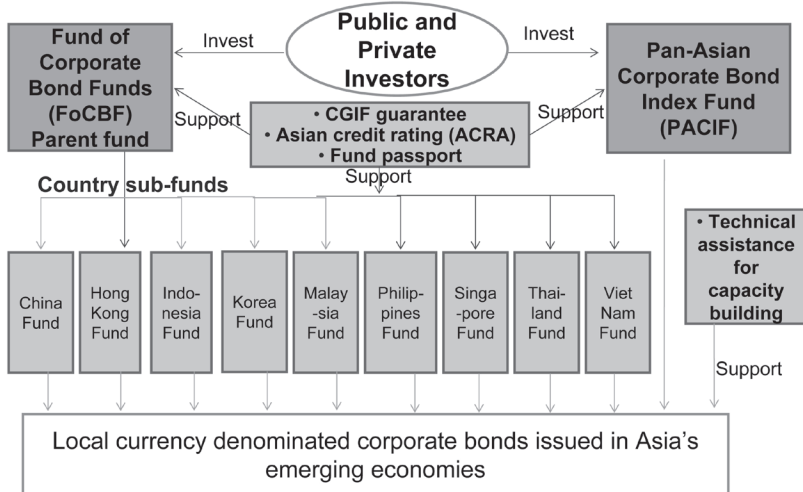 Public and
Private
Investors
Invest
Invest
Fund of
Corporate
Bond Funds
(FoCBF)
Parent fund
Pan-Asian
Corporate Bond
Index Fund
(PACIF)
Support
Support
• CGIF guarantee
• Asian credit rating (ACRA)
• Fund passport
Support
Country sub-funds
China
Fund
Hong
Kong
Fund
Indo-
nesia
Fund
Korea
Fund
Malay
-sia
Fund
Philip-
pines
Fund
Singa
-pore
Fund
Thai-
land
Fund
Viet
Nam
Fund
• Technical
assistance
for
capacity
building
Support
Local currency denominated corporate bonds issued in Asia’s
emerging economies